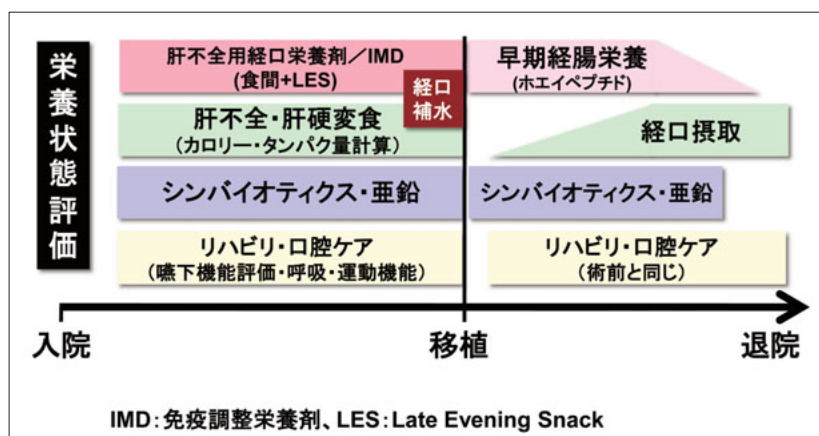 栄養状態評価
肝不全用経口栄養剤／IMD
(食間+LES)
経口
補水
早期経腸栄養
(ホエイペプチド)
肝不全・肝硬変食
(カロリー・タンパク量計算)
経口摂取
シンバイオティクス・亜鉛
シンバイオティクス・亜鉛
リハビリ・口腔ケア
(嚥下機能評価・呼吸・運動機能)
リハビリ・口腔ケア
(術前と同じ)
入院
移植
退院
IMD：免疫調整栄養剤、LES：Late Evening Snack